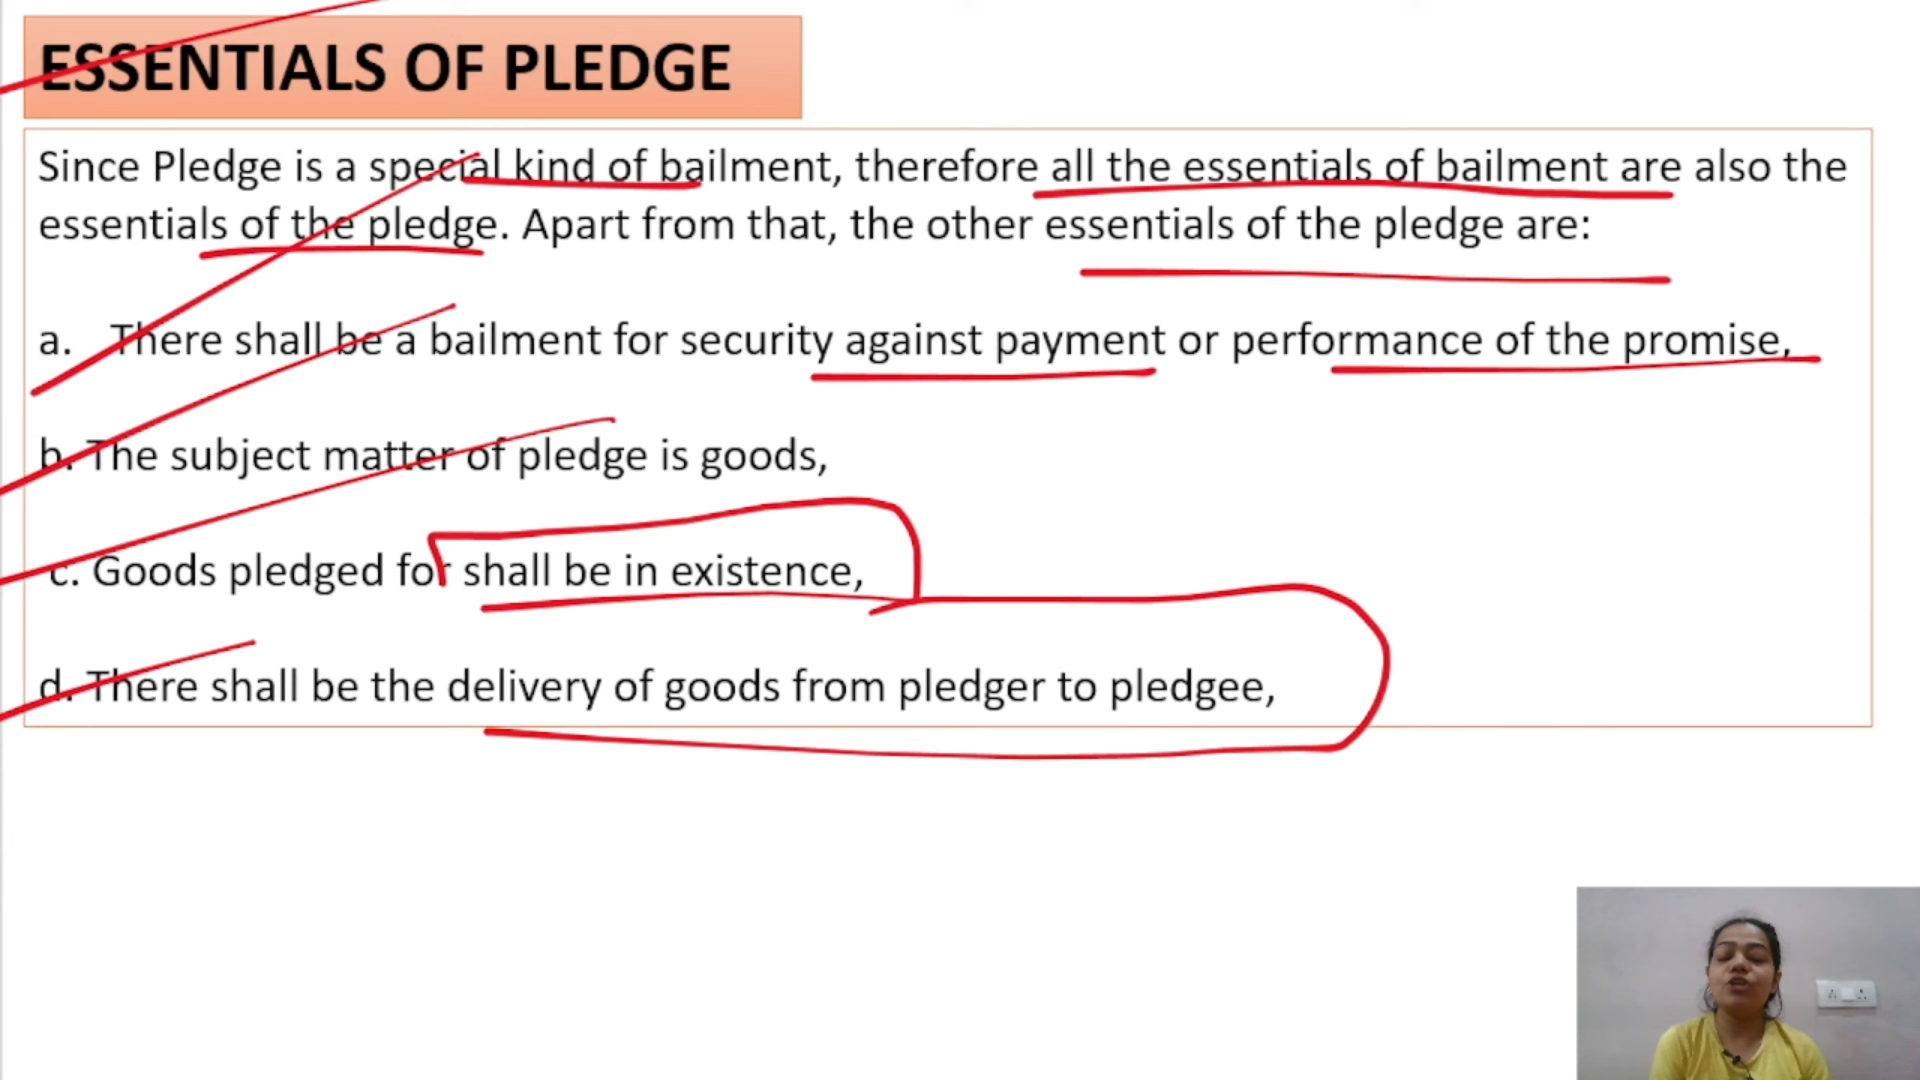 ESSENTIALS OF PLEDGE
Since Pledge is a special kind of bailment, therefore all the essentials of bailment are also the
essentials of the pledge. Apart from that, the other essentials of the pledge are:
a. There shall be a bailment for security against payment or performance of the promise,
b. The subject matter of pledge is goods,
c. Goods pledged for shall be in existence,
d. There shall be the delivery of goods from pledger to pledgee,